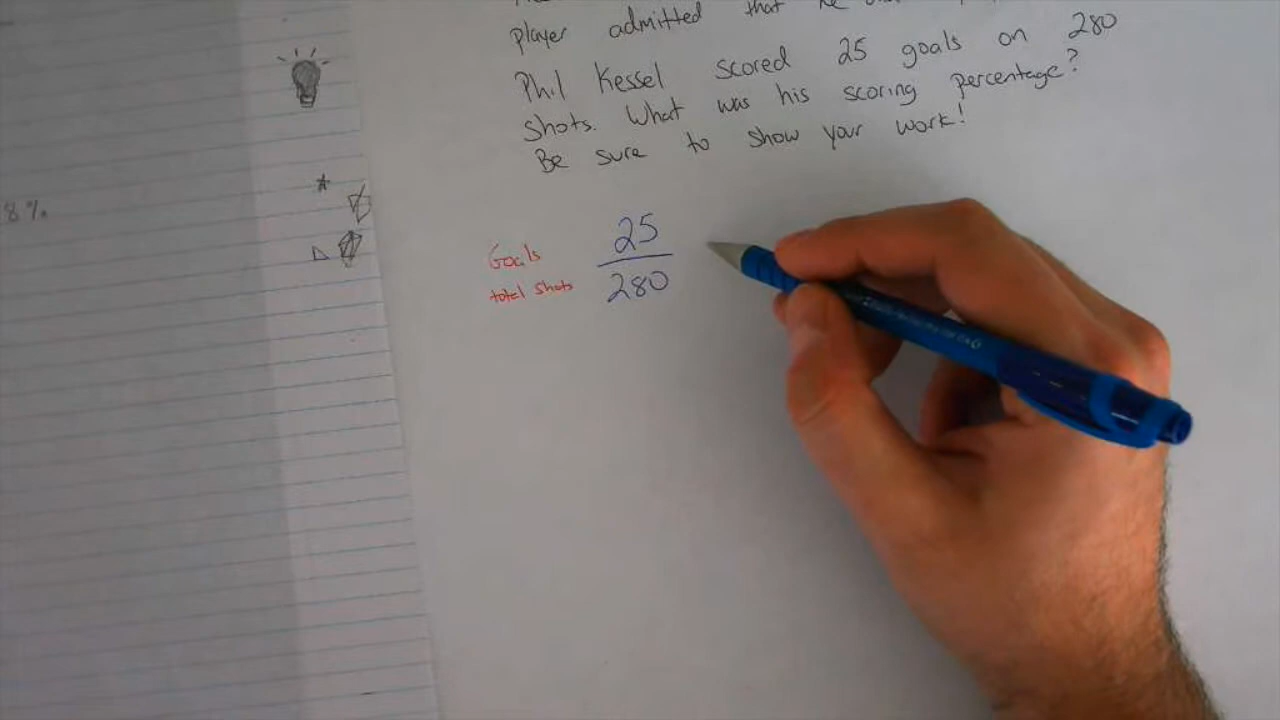 player admitted that he
Phil Kessel scored 25 goals on 280
shots. What was his scoring percentage?
Be sure to show your work!
8%
Goals 25
total shots 280